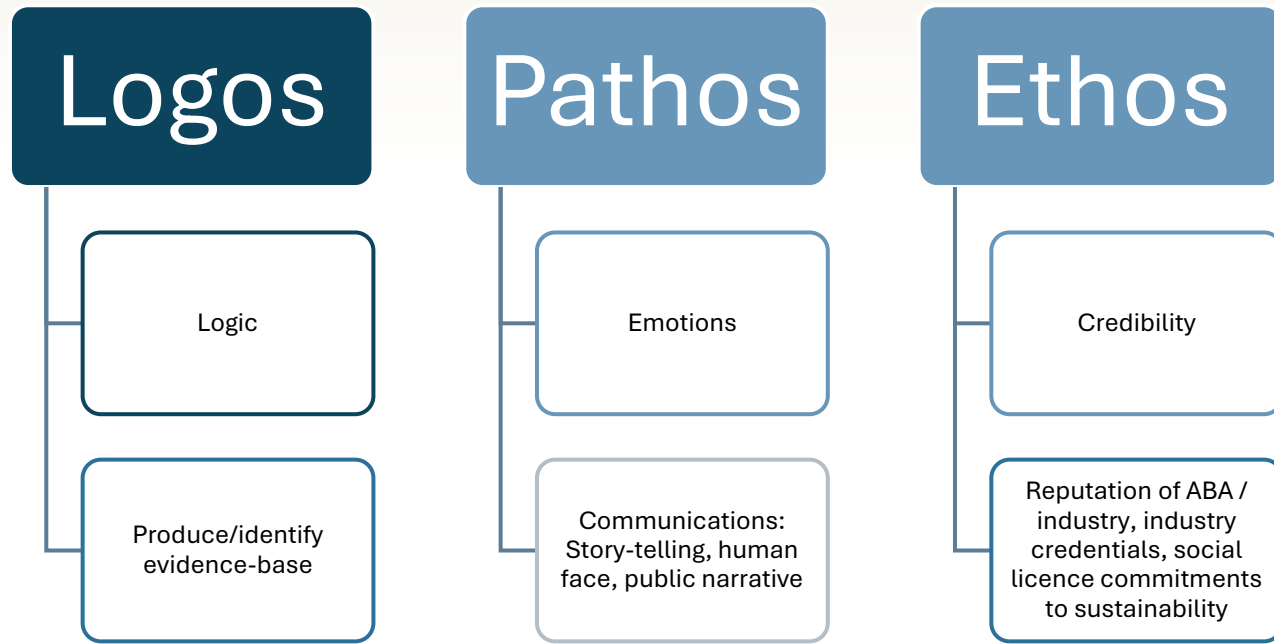 Logos
Logic
Produce/identify
evidence-base
Pathos
Emotions
Communications:
Story-telling, human
face, public narrative
Ethos
Credibility
Reputation of ABA /
industry, industry
credentials, social
licence commitments
to sustainability